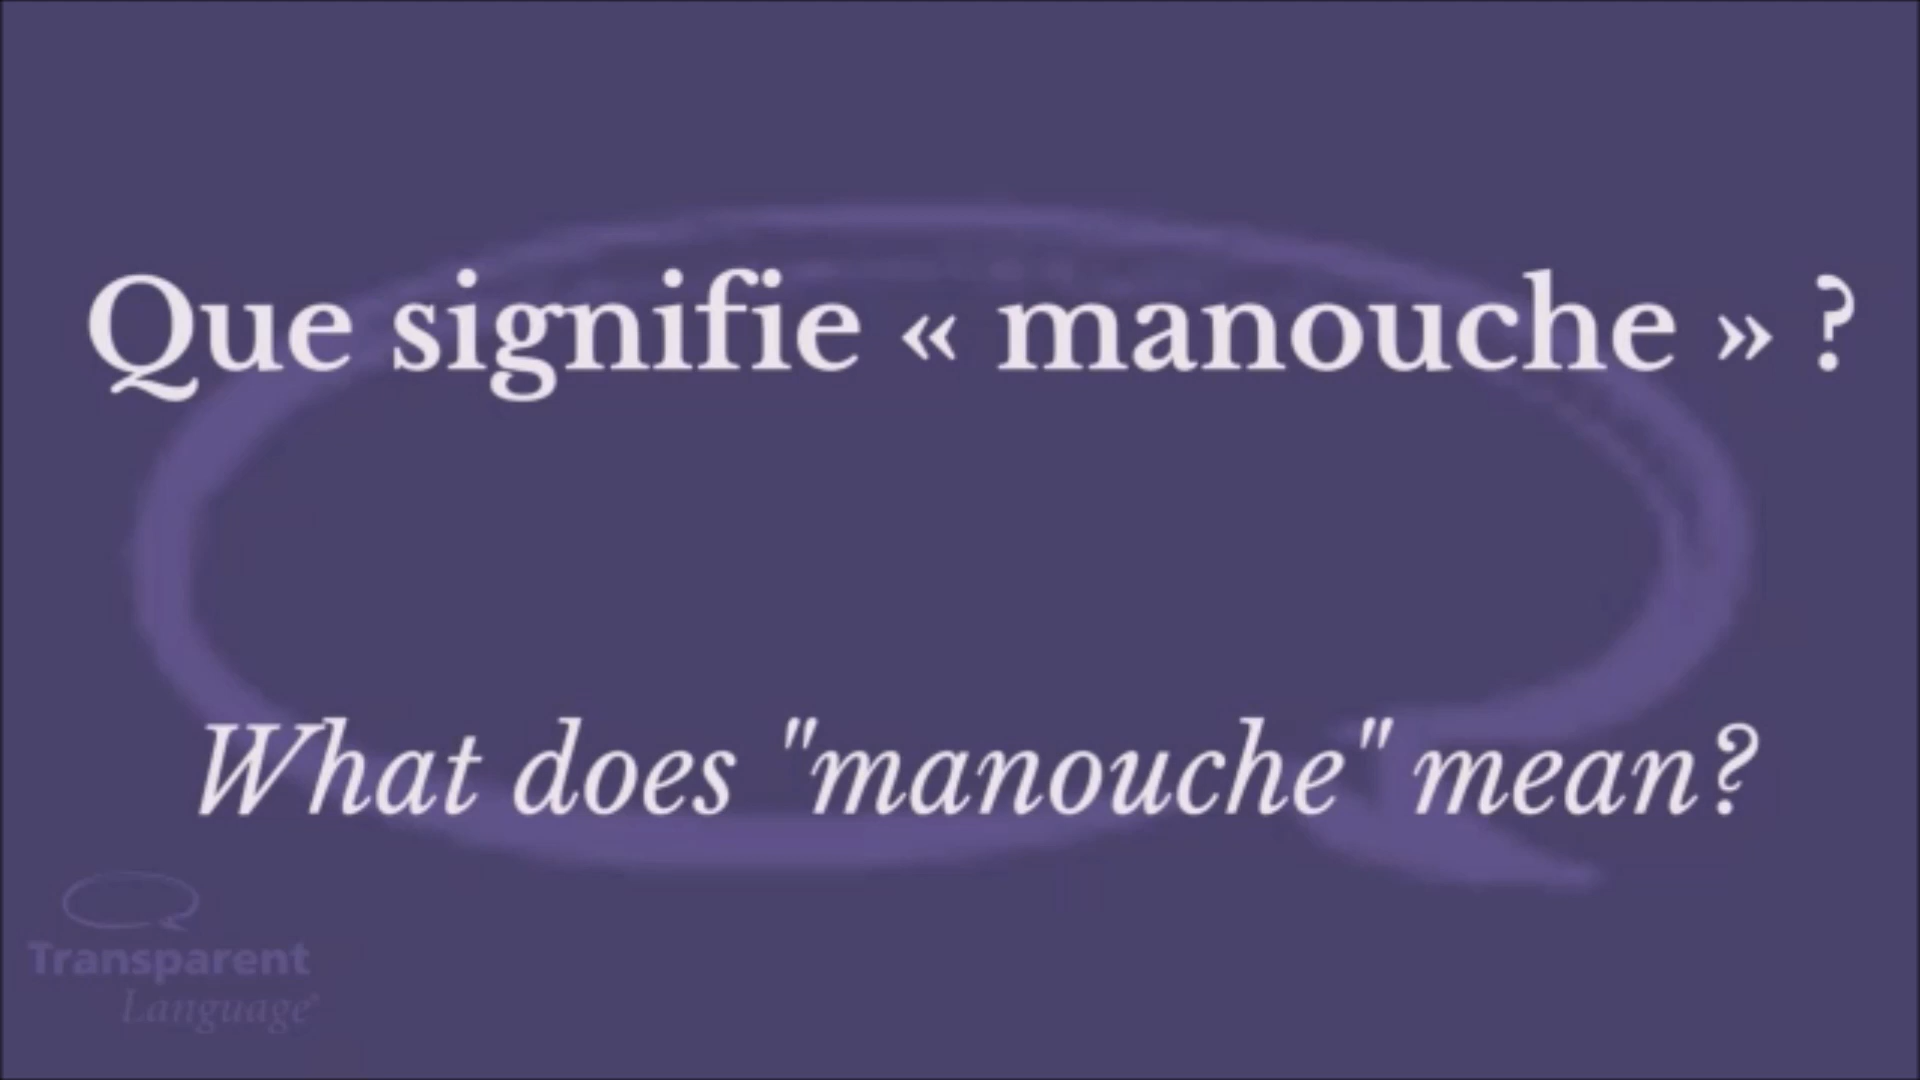 Que signifie « manouche » ?
What does "manouche" mean?
Transparent
Language®